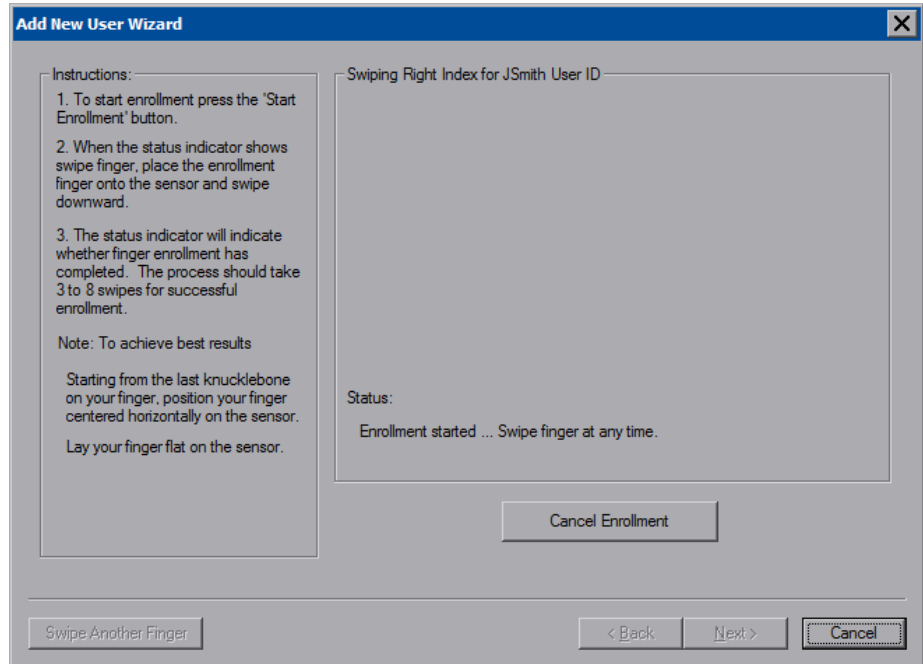 Add New User Wizard
Instructions:
1. To start enrollment press the 'Start
Enrollment' button.
2. When the status indicator shows
swipe finger, place the enrollment
finger onto the sensor and swipe
downward.
3. The status indicator will indicate
whether finger enrollment has
completed.  The process should take
3 to 8 swipes for successful
enrollment.
Note: To achieve best results
Starting from the last knucklebone
on your finger, position your finger
centered horizontally on the sensor.
Lay your finger flat on the sensor.
Swiping Right Index for JSmith User ID
Status:
Enrollment started ... Swipe finger at any time.
Cancel Enrollment
Swipe Another Finger
< Back
Next >
Cancel